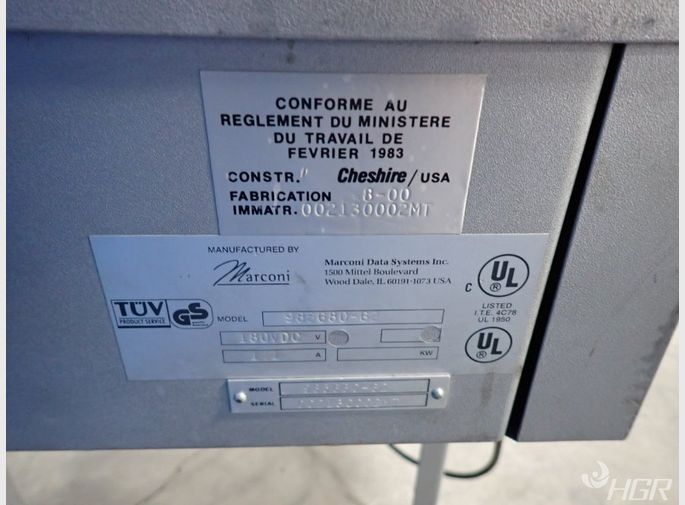 CONFORME AU
REGLEMENT DU MINISTERE
DU TRAVAIL DE
FEVRIER 1983
CONSTR. Cheshire/USA
FABRICATION 8-00
IMMATR. 002130002MT
MANUFACTURED BY
Marconi
Marconi Data Systems Inc.
1500 Mittel Boulevard
Wood Dale, IL 60191-1073 USA
C UL
LISTED
I.T.E. 4C78
UL 1950
UL
TÜV
PRODUCT SERVICE
GS
MODEL
180VDC V
A KW
MODEL
SERIAL
HGR